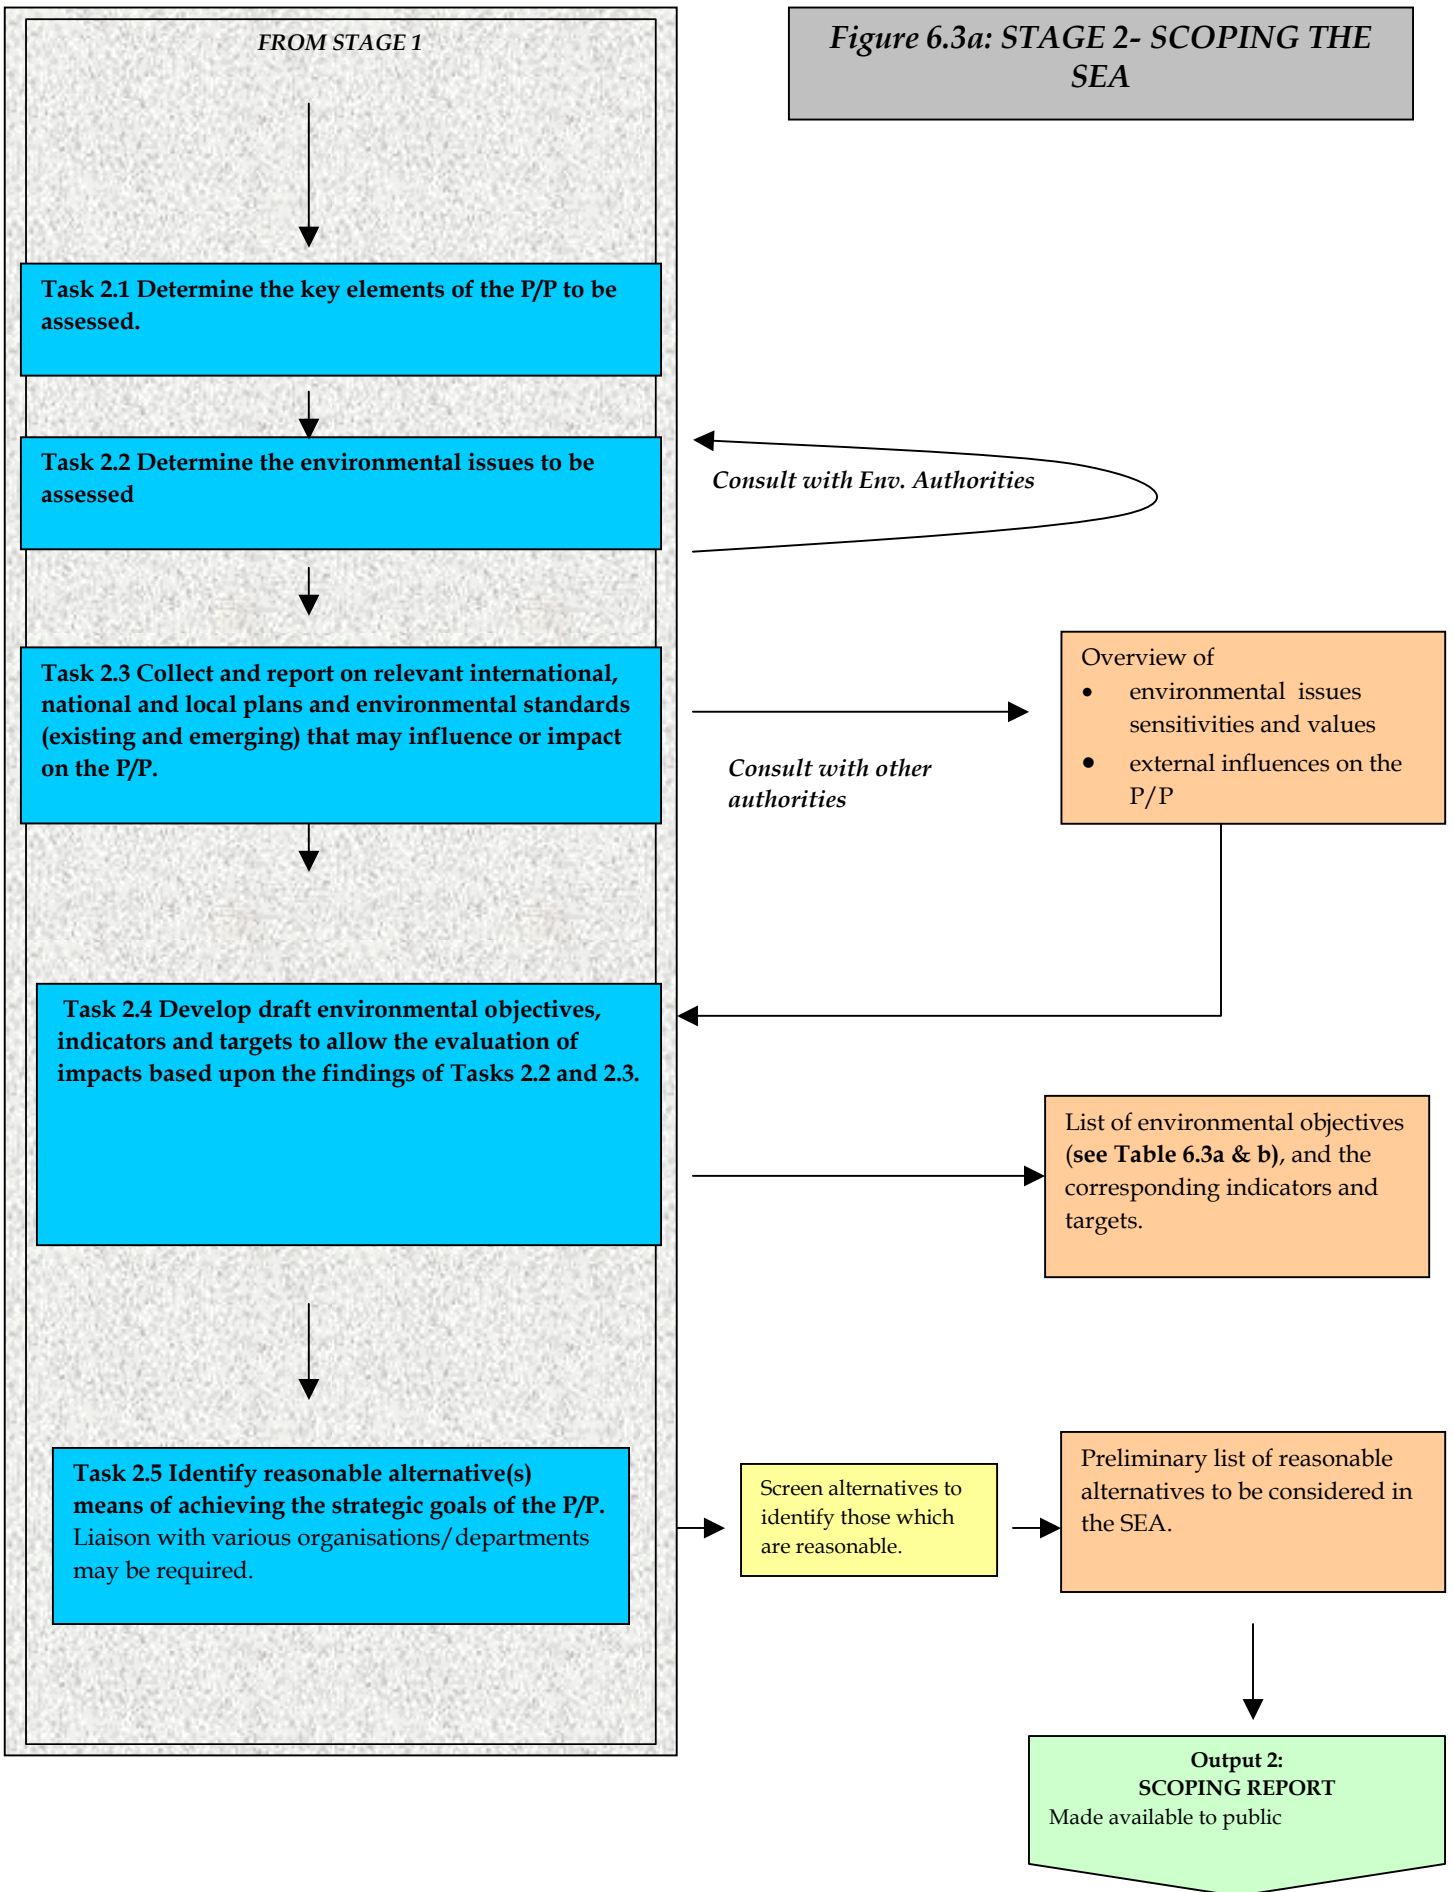 FROM STAGE 1
Figure 6.3a: STAGE 2- SCOPING THE
SEA
Task 2.1 Determine the key elements of the P/P to be
assessed.
Task 2.2 Determine the environmental issues to be
assessed
Consult with Env. Authorities
Task 2.3 Collect and report on relevant international,
national and local plans and environmental standards
(existing and emerging) that may influence or impact
on the P/P.
Consult with other
authorities
Overview of
• environmental issues
sensitivities and values
• external influences on the
P/P
Task 2.4 Develop draft environmental objectives,
indicators and targets to allow the evaluation of
impacts based upon the findings of Tasks 2.2 and 2.3.
List of environmental objectives
(see Table 6.3a & b), and the
corresponding indicators and
targets.
Task 2.5 Identify reasonable alternative(s)
means of achieving the strategic goals of the P/P.
Liaison with various organisations/departments
may be required.
Screen alternatives to
identify those which
are reasonable.
Preliminary list of reasonable
alternatives to be considered in
the SEA.
Output 2:
SCOPING REPORT
Made available to public